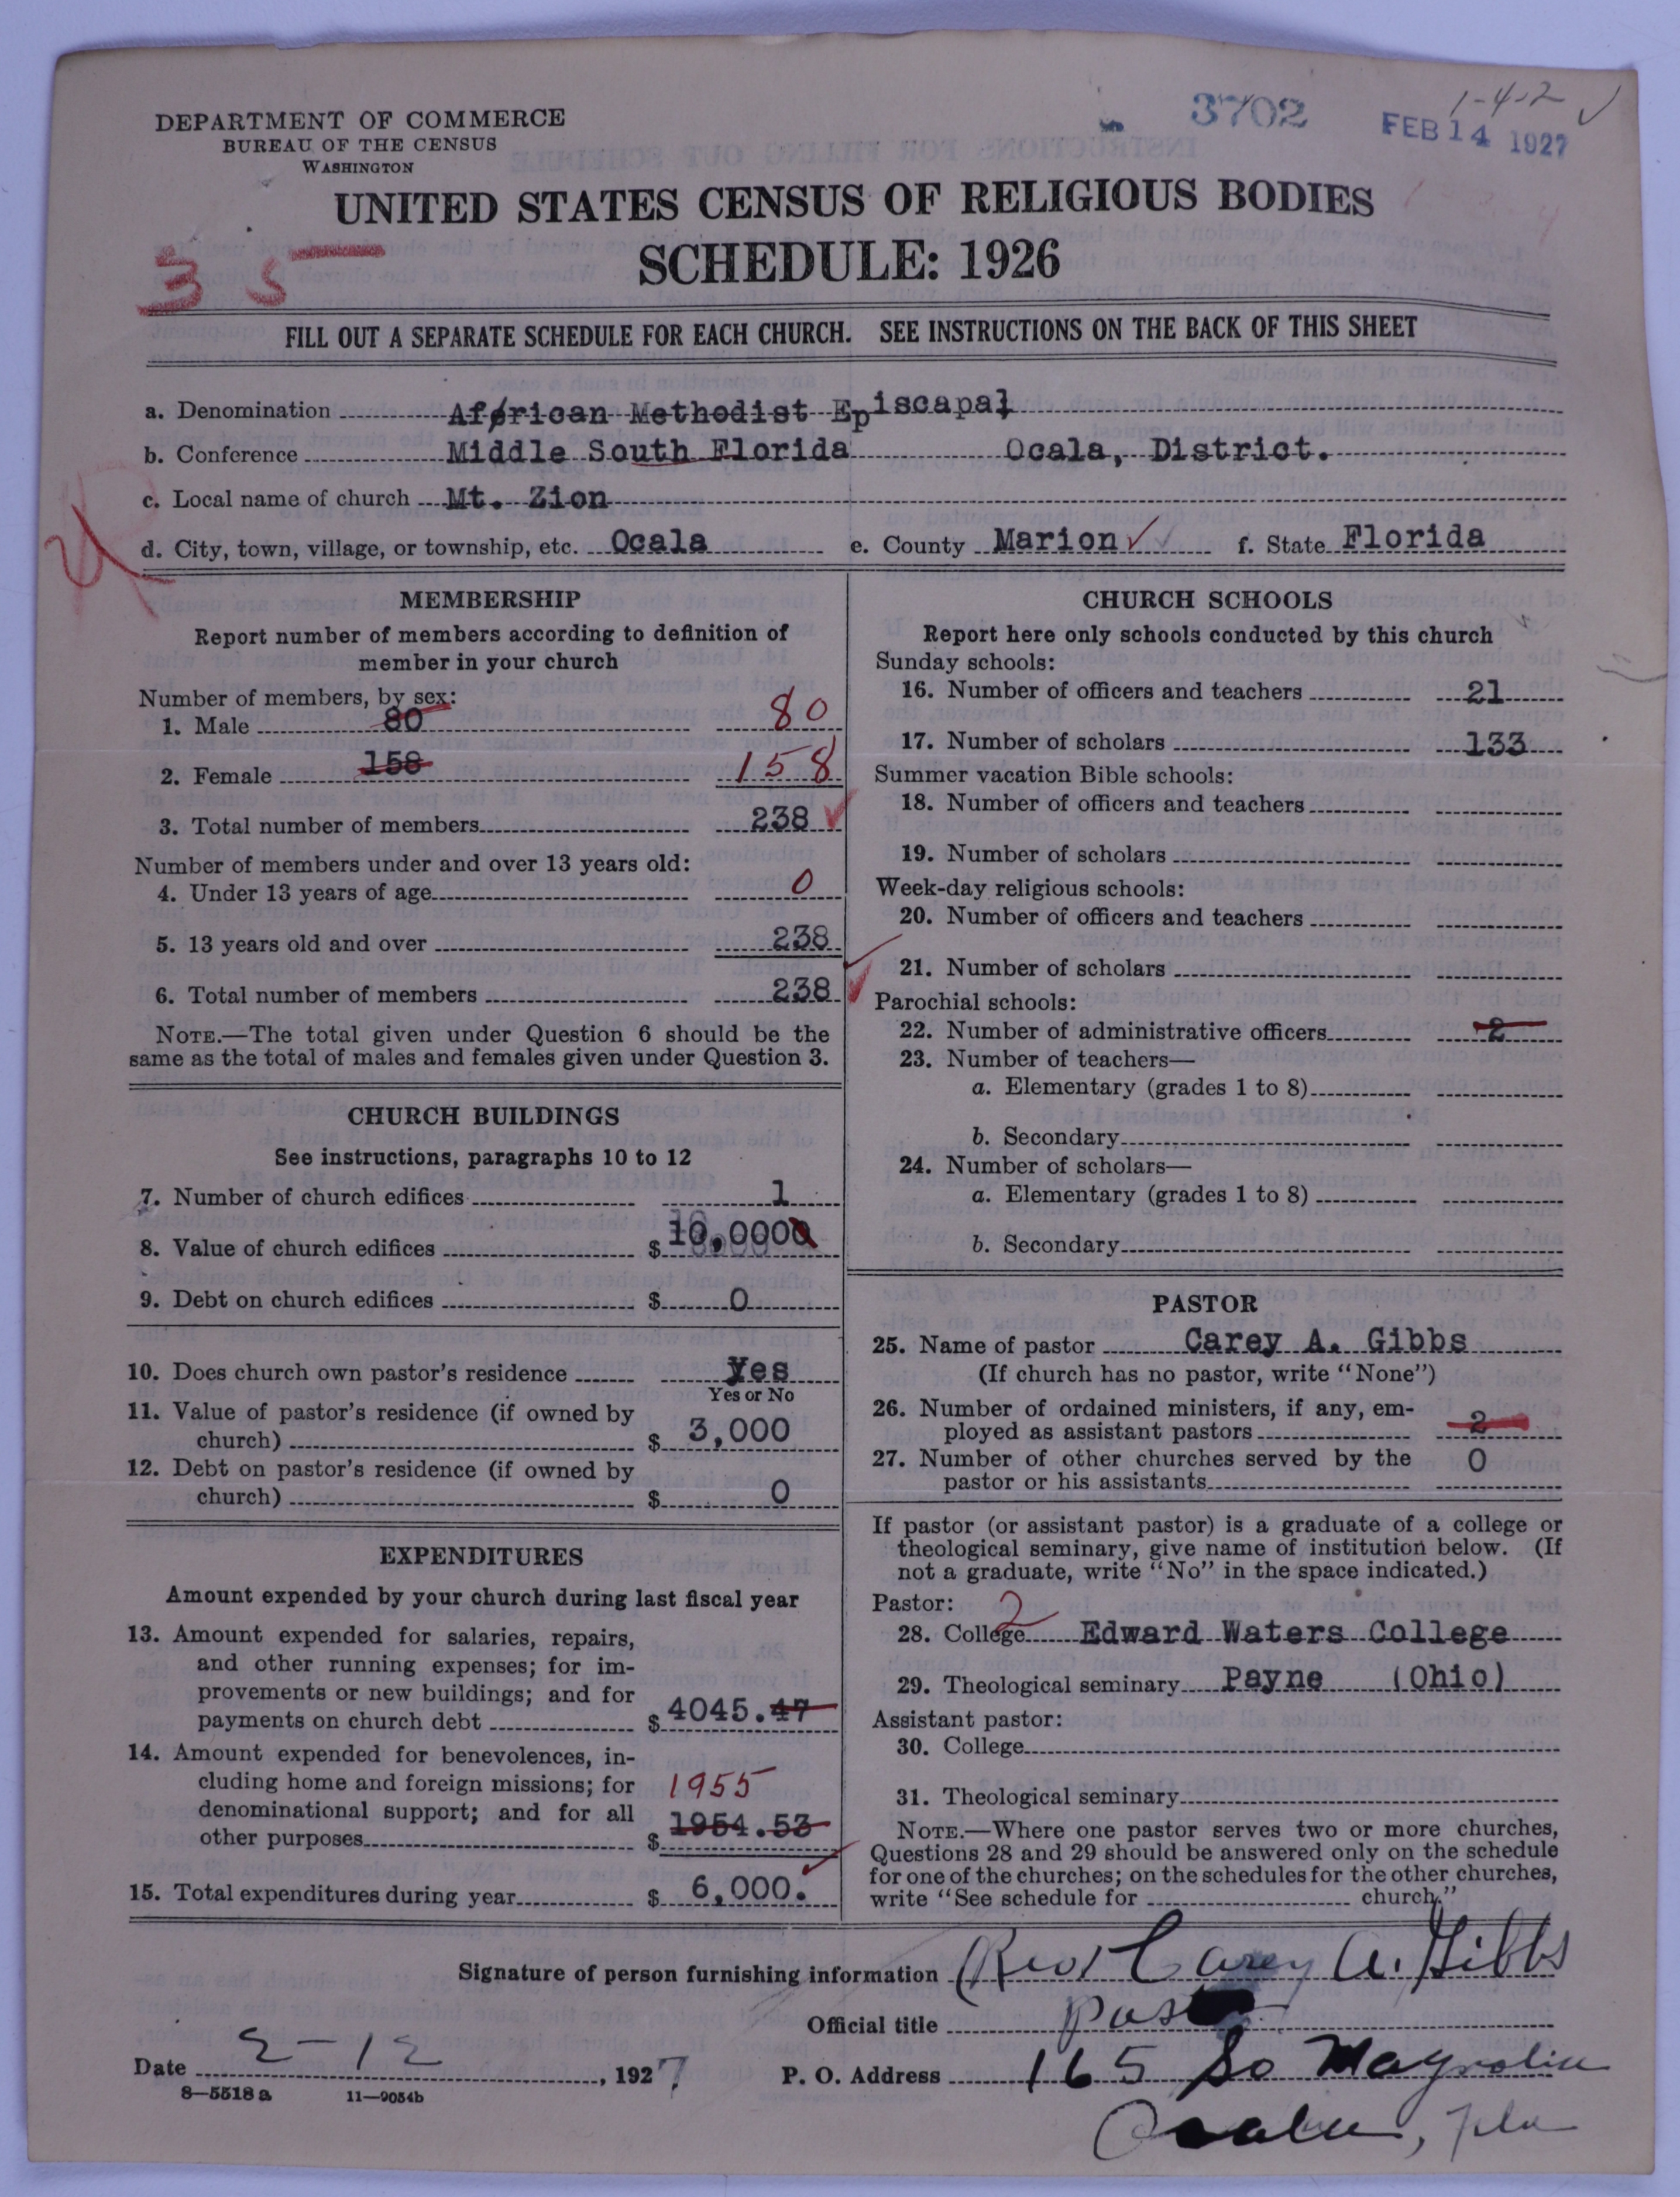 DEPARTMENT OF COMMERCE
BUREAU OF THE CENSUS
WASHINGTON
3702
1-4-2 ✓
FEB 14 1927
UNITED STATES CENSUS OF RELIGIOUS BODIES
SCHEDULE: 1926
35
FILL OUT A SEPARATE SCHEDULE FOR EACH CHURCH. SEE INSTRUCTIONS ON THE BACK OF THIS SHEET
a. Denomination African Methodist Episcapal
b. Conference Middle South Florida Ocala, District.
c. Local name of church Mt. Zion
d. City, town, village, or township, etc. Ocala e. County Marion ✓ f. State Florida
MEMBERSHIP
Report number of members according to definition of
member in your church
Number of members, by sex:
1. Male 80 80
2. Female 158 158
3. Total number of members 238
Number of members under and over 13 years old:
4. Under 13 years of age 0
5. 13 years old and over 238
6. Total number of members 238
NOTE.—The total given under Question 6 should be the
same as the total of males and females given under Question 3.
CHURCH BUILDINGS
See instructions, paragraphs 10 to 12
7. Number of church edifices 1
8. Value of church edifices $ 10,0000
9. Debt on church edifices $ 0
10. Does church own pastor's residence Yes
Yes or No
11. Value of pastor's residence (if owned by
church) $ 3,000
12. Debt on pastor's residence (if owned by
church) $ 0
EXPENDITURES
Amount expended by your church during last fiscal year
13. Amount expended for salaries, repairs,
and other running expenses; for im-
provements or new buildings; and for
payments on church debt $ 4045.47
14. Amount expended for benevolences, in-
cluding home and foreign missions; for 1955
denominational support; and for all
other purposes $ 1954.53
15. Total expenditures during year $ 6,000.
CHURCH SCHOOLS
Report here only schools conducted by this church
Sunday schools:
16. Number of officers and teachers 21
17. Number of scholars 133
Summer vacation Bible schools:
18. Number of officers and teachers
19. Number of scholars
Week-day religious schools:
20. Number of officers and teachers
21. Number of scholars
Parochial schools:
22. Number of administrative officers 2
23. Number of teachers—
a. Elementary (grades 1 to 8)
b. Secondary
24. Number of scholars—
a. Elementary (grades 1 to 8)
b. Secondary
PASTOR
25. Name of pastor Carey A. Gibbs
(If church has no pastor, write "None")
26. Number of ordained ministers, if any, em-
ployed as assistant pastors 2
27. Number of other churches served by the 0
pastor or his assistants
If pastor (or assistant pastor) is a graduate of a college or
theological seminary, give name of institution below. (If
not a graduate, write "No" in the space indicated.)
Pastor: 2
28. College Edward Waters College
29. Theological seminary Payne (Ohio)
Assistant pastor:
30. College
31. Theological seminary
NOTE.—Where one pastor serves two or more churches,
Questions 28 and 29 should be answered only on the schedule
for one of the churches; on the schedules for the other churches,
write "See schedule for church."
Signature of person furnishing information (Rev) Carey A. Gibbs
Official title
Date 2-12, 1927 P. O. Address 165 So Magnolia
8—5518 a 11—9054b
Ocala, Fla